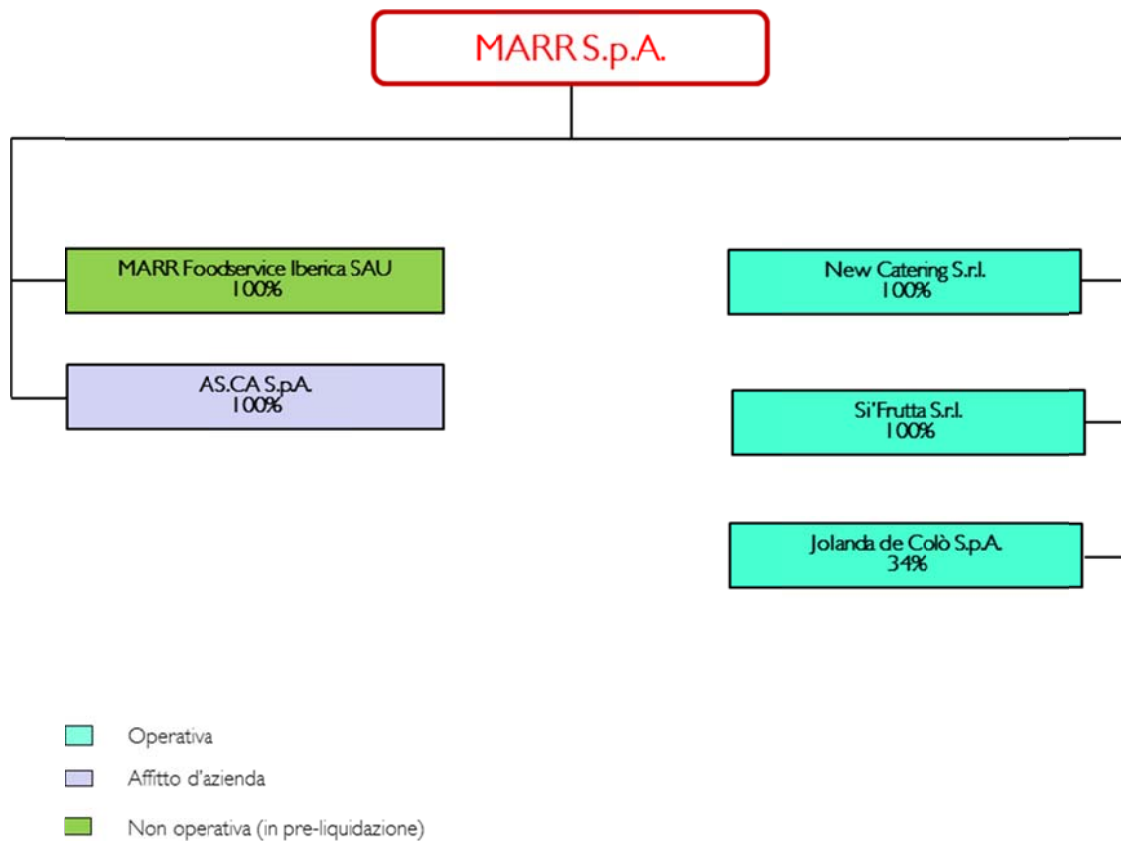 MARR S.p.A.
MARR Foodservice Iberica SAU
100%
AS.CA S.p.A.
100%
New Catering S.r.l.
100%
Si'Frutta S.r.l.
100%
Jolanda de Colò S.p.A.
34%
Operativa
Affitto d'azienda
Non operativa (in pre-liquidazione)